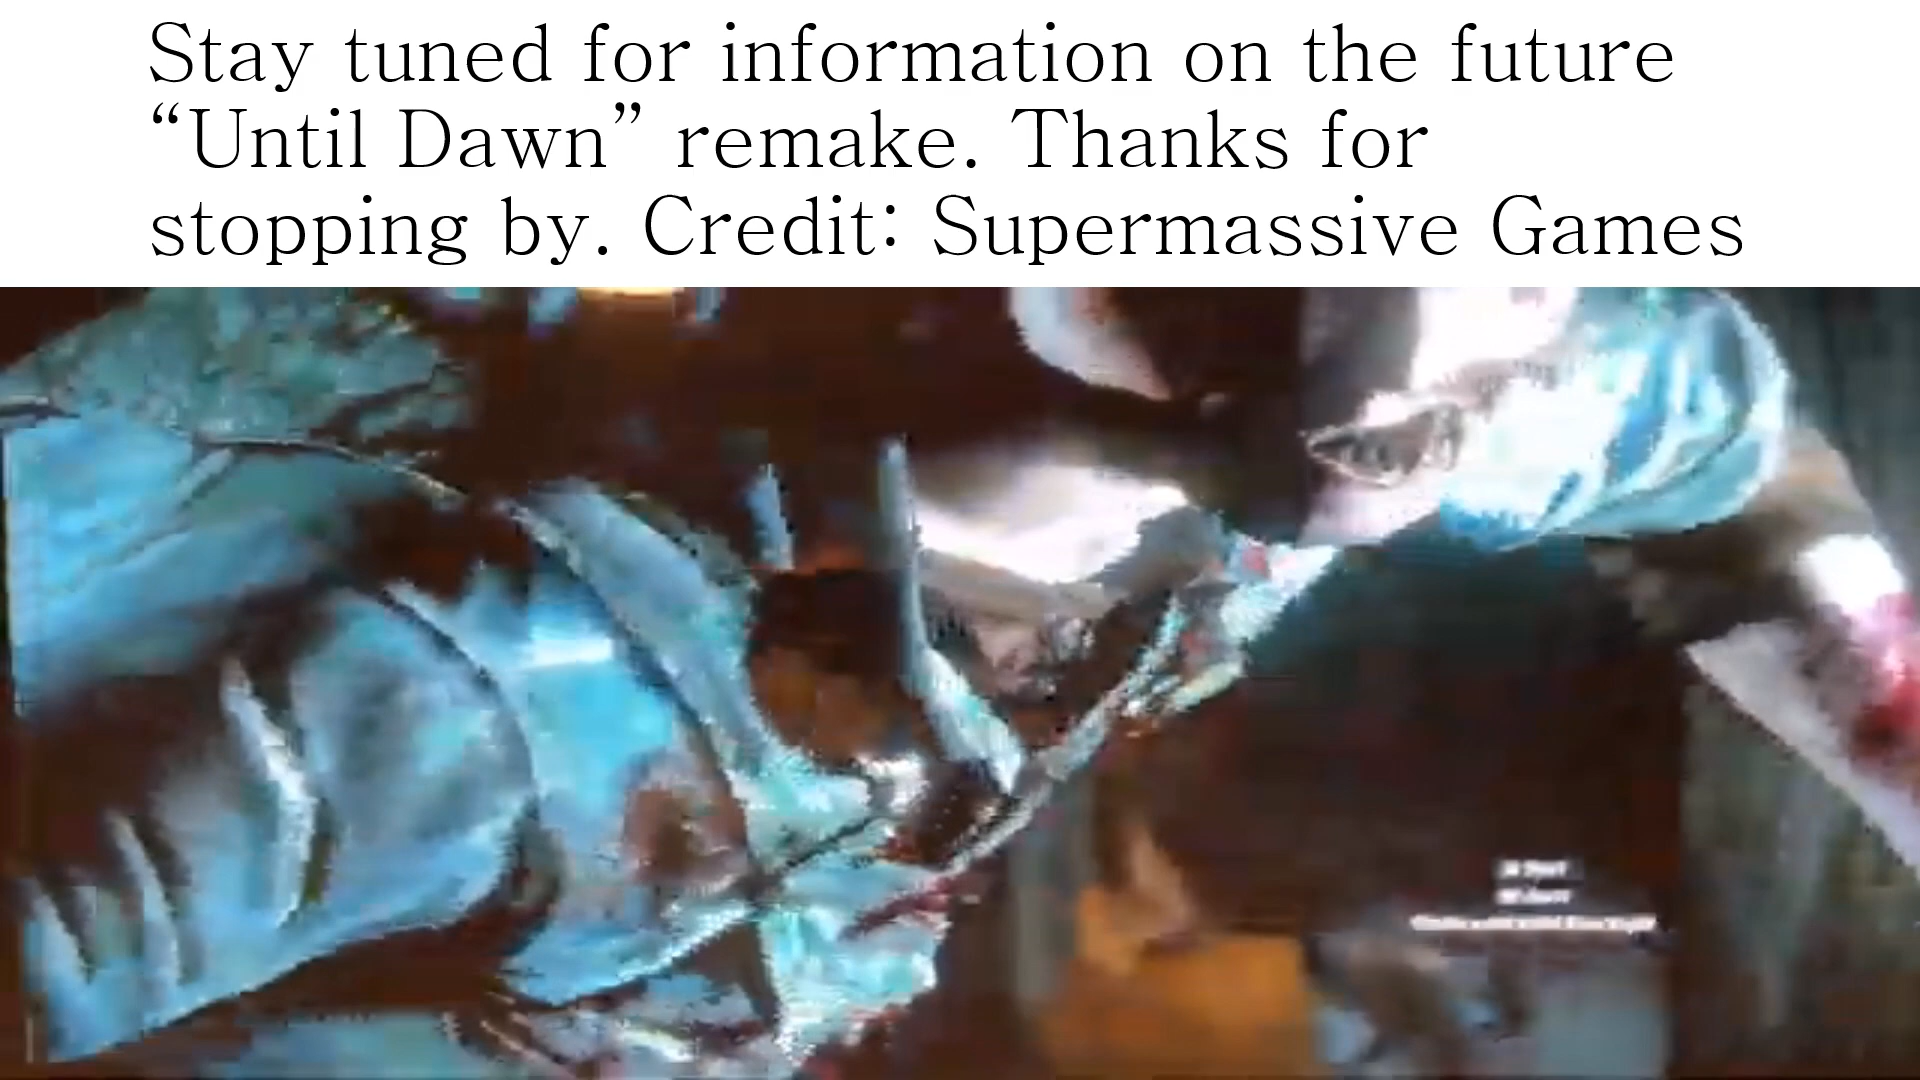 Stay tuned for information on the future
“Until Dawn” remake. Thanks for
stopping by. Credit: Supermassive Games